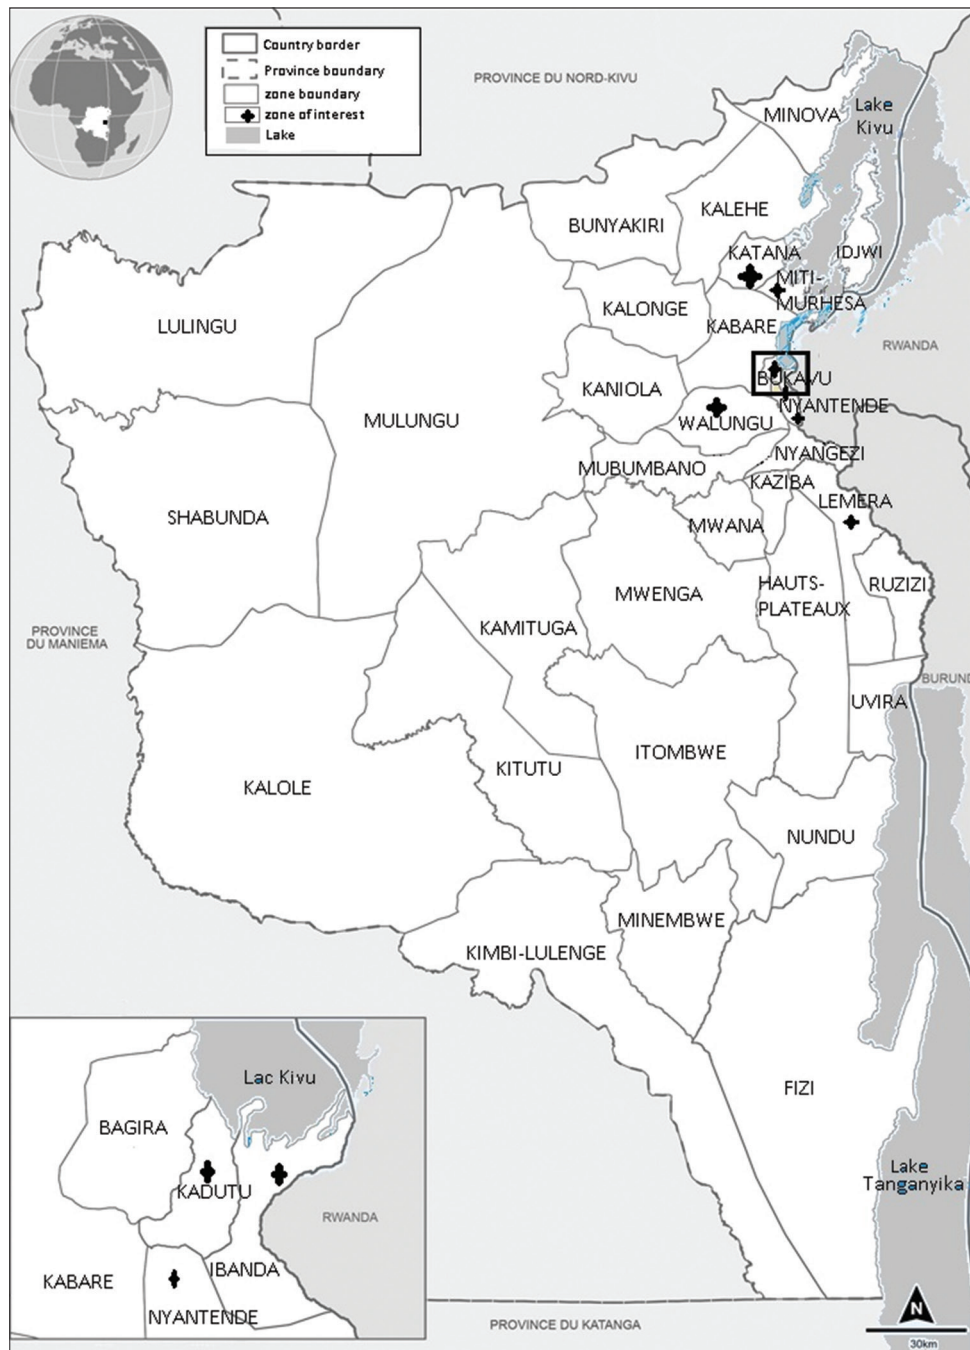 Country border
Province boundary
zone boundary
zone of interest
Lake
PROVINCE DU NORD-KIVU
MINOVA
Lake
Kivu
BUNYAKIRI
KALEHE
KATANA
IDJWI
MITI-
MURHESA
KALONGE
KABARE
LULINGU
RWANDA
BUKAVU
KANIOLA
NYANTENDE
MULUNGU
WALUNGU
NYANGEZI
MUBUMBANO
KAZIBA
LEMERA
SHABUNDA
MWANA
HAUTS-
PLATEAUX
RUZIZI
MWENGA
KAMITUGA
PROVINCE
DU MANIEMA
BURUND
UVIRA
ITOMBWE
KITUTU
KALOLE
NUNDU
MINEMBWE
KIMBI-LULENGE
FIZI
Lake
Tanganyika
Lac Kivu
BAGIRA
KADUTU
RWANDA
IBANDA
KABARE
NYANTENDE
PROVINCE DU KATANGA
N
30km